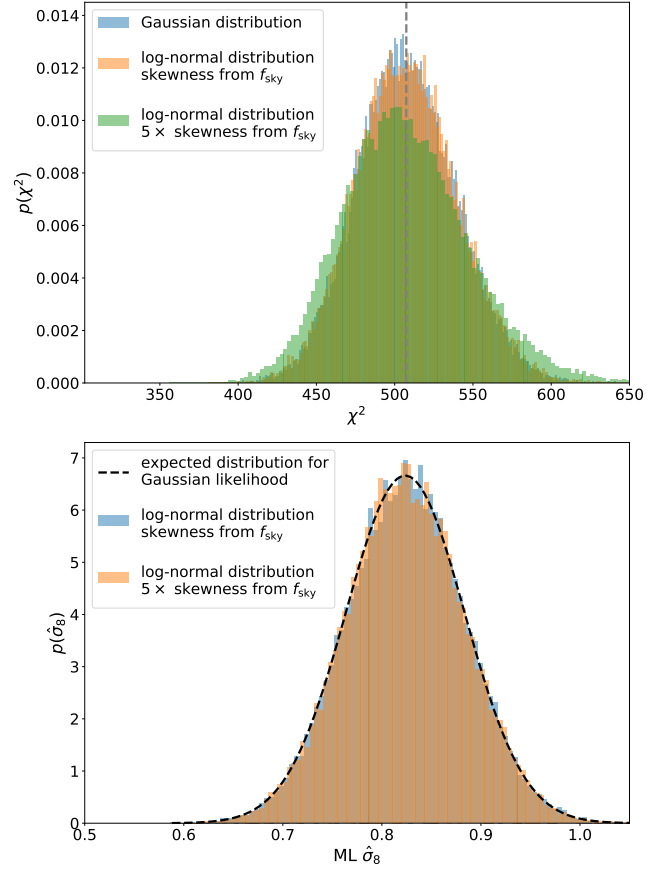 0.014
0.012
0.010
0.008
0.006
0.004
0.002
0.000
p(χ²)
Gaussian distribution
log-normal distribution
skewness from f_sky
log-normal distribution
5× skewness from f_sky
350 400 450 500 550 600 650
χ²
7
6
5
4
3
2
1
0
p(σ̂₈)
expected distribution for
Gaussian likelihood
log-normal distribution
skewness from f_sky
log-normal distribution
5× skewness from f_sky
0.5 0.6 0.7 0.8 0.9 1.0
ML σ̂₈